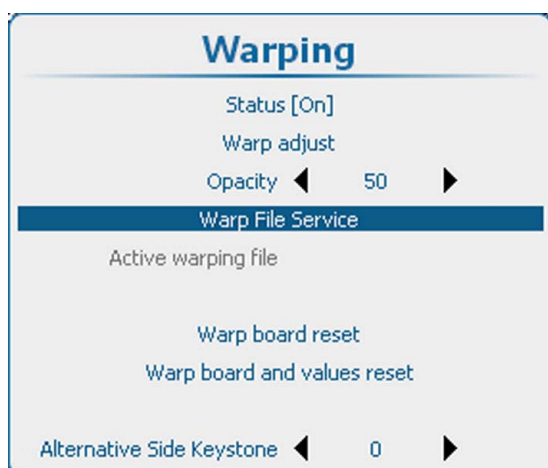 Warping
Status [On]
Warp adjust
Opacity 50
Warp File Service
Active warping file
Warp board reset
Warp board and values reset
Alternative Side Keystone 0